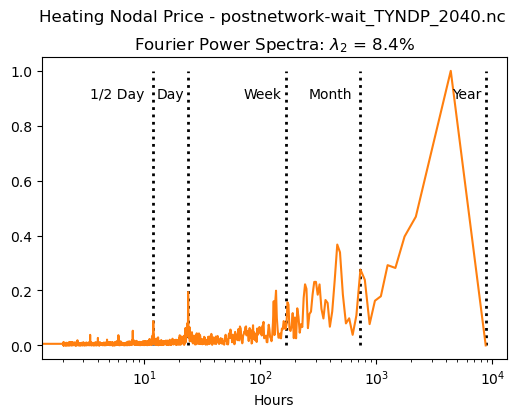 Heating Nodal Price - postnetwork-wait_TYNDP_2040.nc
Fourier Power Spectra: λ₂ = 8.4%
1.0
1/2 Day Day Week Month Year
0.8
0.6
0.4
0.2
0.0
10¹ 10² 10³ 10⁴
Hours